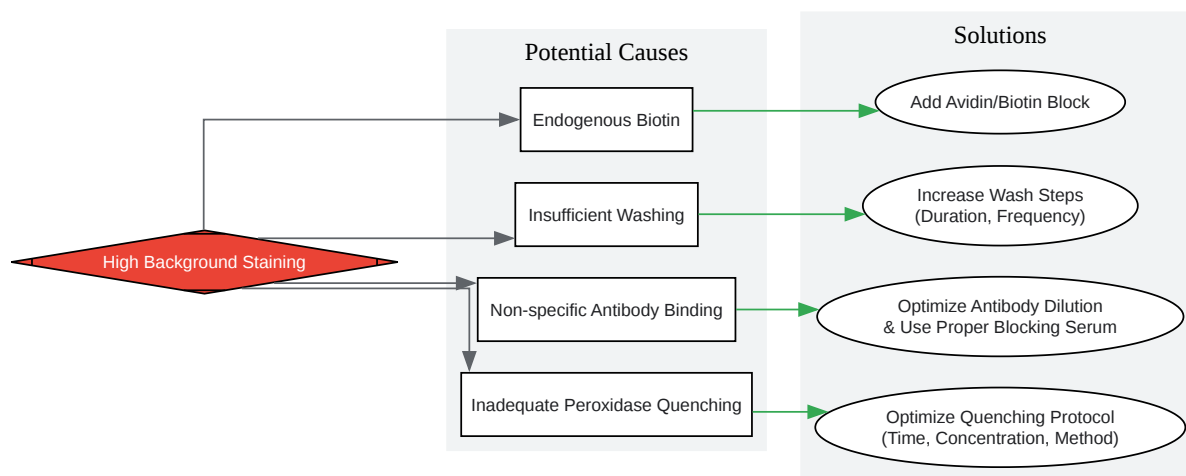 Potential Causes
Solutions
High Background Staining
Endogenous Biotin
Add Avidin/Biotin Block
Insufficient Washing
Increase Wash Steps
(Duration, Frequency)
Non-specific Antibody Binding
Optimize Antibody Dilution
& Use Proper Blocking Serum
Inadequate Peroxidase Quenching
Optimize Quenching Protocol
(Time, Concentration, Method)